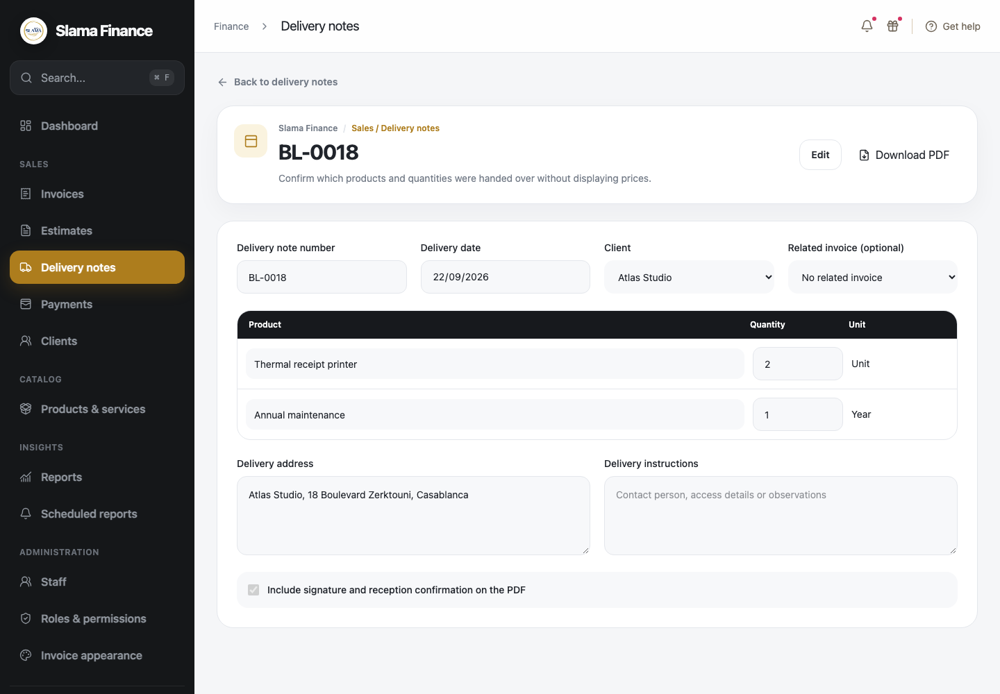 SLAMA
Slama Finance
Search...
⌘ F
Dashboard
SALES
Invoices
Estimates
Delivery notes
Payments
Clients
CATALOG
Products & services
INSIGHTS
Reports
Scheduled reports
ADMINISTRATION
Staff
Roles & permissions
Invoice appearance
Finance > Delivery notes
Get help
Back to delivery notes
Slama Finance / Sales / Delivery notes
BL-0018
Confirm which products and quantities were handed over without displaying prices.
Edit
Download PDF
Delivery note number
Delivery date
Client
Related invoice (optional)
BL-0018
22/09/2026
Atlas Studio
No related invoice
Product Quantity Unit
Thermal receipt printer 2 Unit
Annual maintenance 1 Year
Delivery address
Atlas Studio, 18 Boulevard Zerktouni, Casablanca
Delivery instructions
Contact person, access details or observations
Include signature and reception confirmation on the PDF